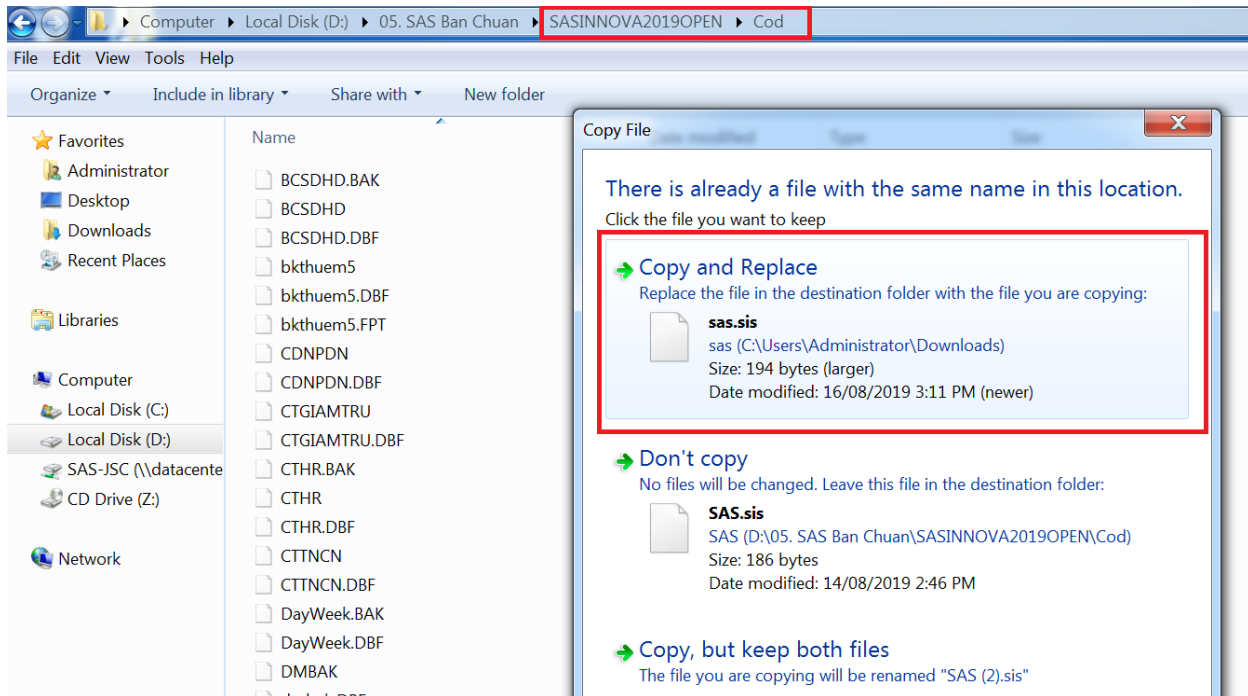 Computer ▸ Local Disk (D:) ▸ 05. SAS Ban Chuan ▸ SASINNOVA2019OPEN ▸ Cod
File Edit View Tools Help
Organize Include in library Share with New folder
Favorites
Administrator
Desktop
Downloads
Recent Places
Libraries
Computer
Local Disk (C:)
Local Disk (D:)
SAS-JSC (\\datacente
CD Drive (Z:)
Network
Name
BCSDHD.BAK
BCSDHD
BCSDHD.DBF
bkthuem5
bkthuem5.DBF
bkthuem5.FPT
CDNPDN
CDNPDN.DBF
CTGIAMTRU
CTGIAMTRU.DBF
CTHR.BAK
CTHR
CTHR.DBF
CTTNCN
CTTNCN.DBF
DayWeek.BAK
DayWeek.DBF
DMBAK
Date modified Type Size
Copy File
X
There is already a file with the same name in this location.
Click the file you want to keep
Copy and Replace
Replace the file in the destination folder with the file you are copying:
sas.sis
sas (C:\Users\Administrator\Downloads)
Size: 194 bytes (larger)
Date modified: 16/08/2019 3:11 PM (newer)
Don't copy
No files will be changed. Leave this file in the destination folder:
SAS.sis
SAS (D:\05. SAS Ban Chuan\SASINNOVA2019OPEN\Cod)
Size: 186 bytes
Date modified: 14/08/2019 2:46 PM
Copy, but keep both files
The file you are copying will be renamed "SAS (2).sis"